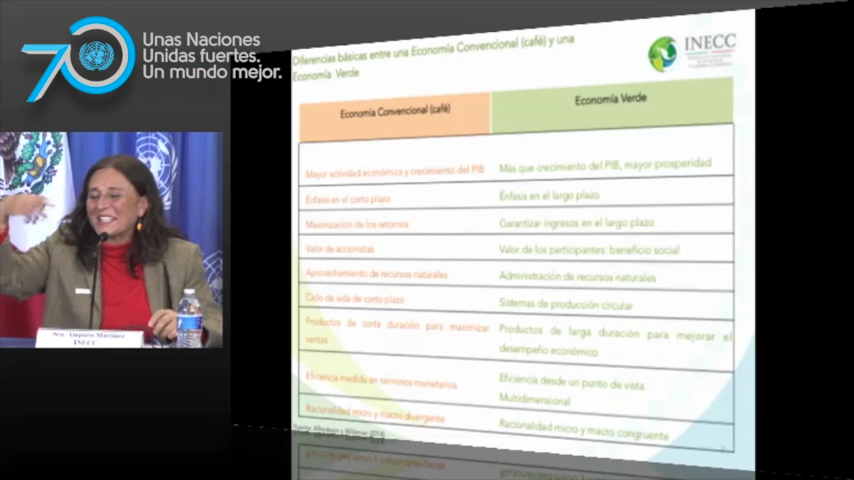 70
Unas Naciones
Unidas fuertes.
Un mundo mejor.
Diferencias básicas entre una Economía Convencional (café) y una
Economía Verde
INECC
Economía Convencional (café)
Economía Verde
Mayor actividad económica y crecimiento del PIB
Más que crecimiento del PIB, mayor prosperidad
Énfasis en el corto plazo
Énfasis en el largo plazo
Maximización de los retornos
Garantizar ingresos en el largo plazo
Valor de accionistas
Valor de los participantes: beneficio social
Aprovechamiento de recursos naturales
Administración de recursos naturales
Ciclo de vida de corto plazo
Sistemas de producción circular
Productos de corta duración para maximizar
ventas
Productos de larga duración para mejorar el
desempeño económico
Eficiencia medida en términos monetarios
Eficiencia desde un punto de vista
Multidimensional
Racionalidad micro y macro divergente
Racionalidad micro y macro congruente
Fuente:
Amparo Martínez
INECC